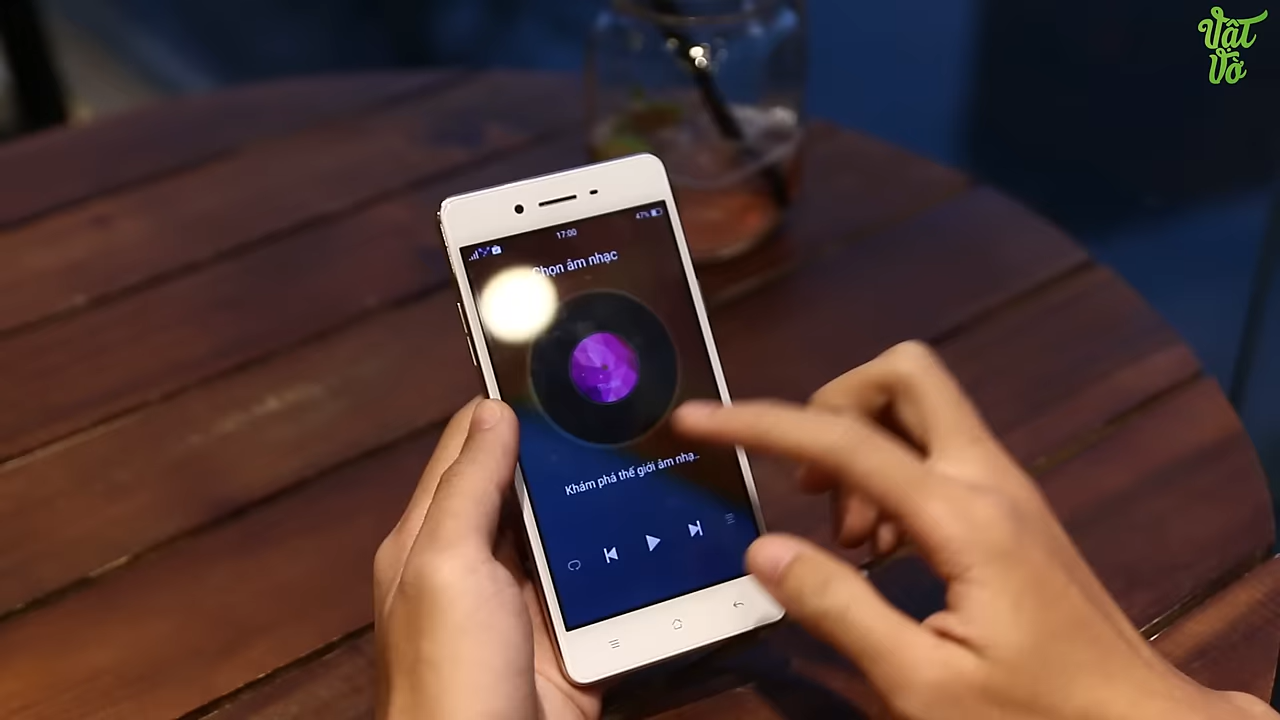 Vật
Vờ
47%
17:00
Chọn âm nhạc
Khám phá thế giới âm nhạ..